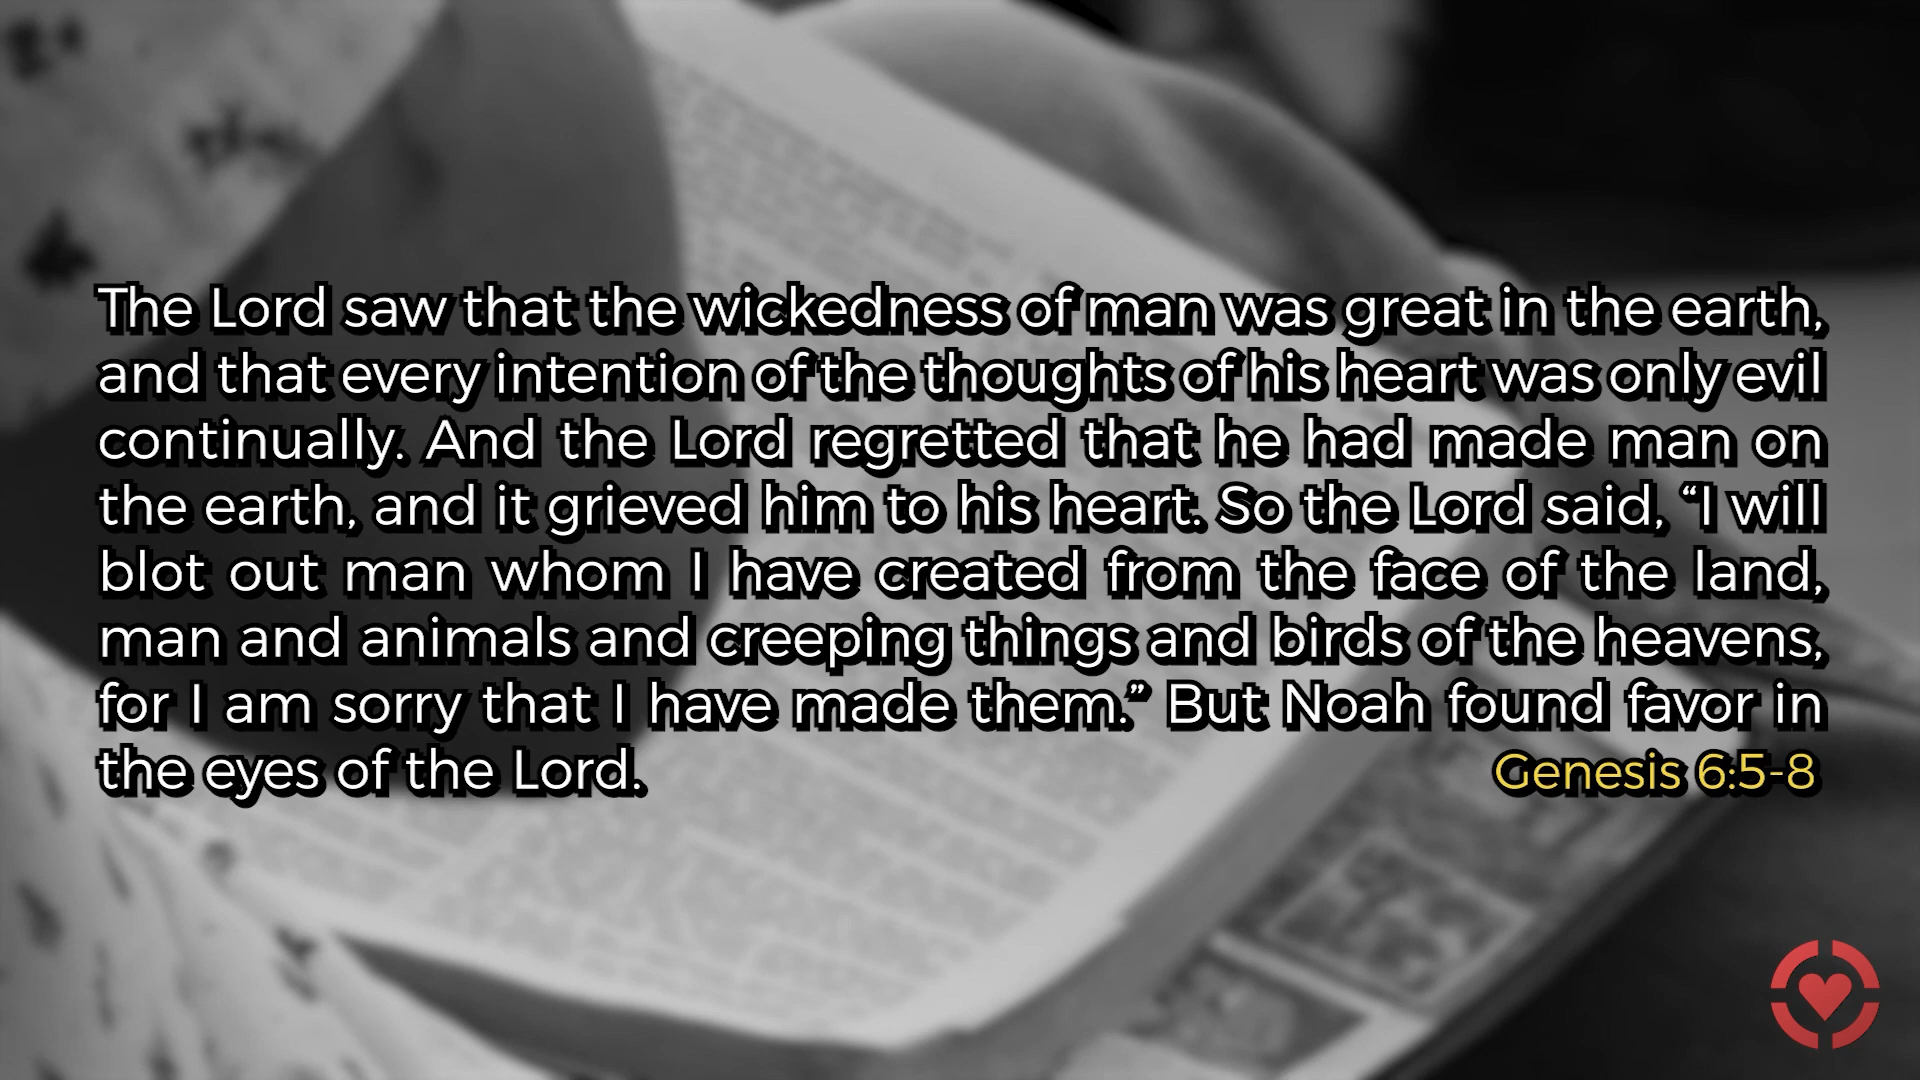 The Lord saw that the wickedness of man was great in the earth,
and that every intention of the thoughts of his heart was only evil
continually. And the Lord regretted that he had made man on
the earth, and it grieved him to his heart. So the Lord said, “I will
blot out man whom I have created from the face of the land,
man and animals and creeping things and birds of the heavens,
for I am sorry that I have made them.” But Noah found favor in
the eyes of the Lord. Genesis 6:5-8